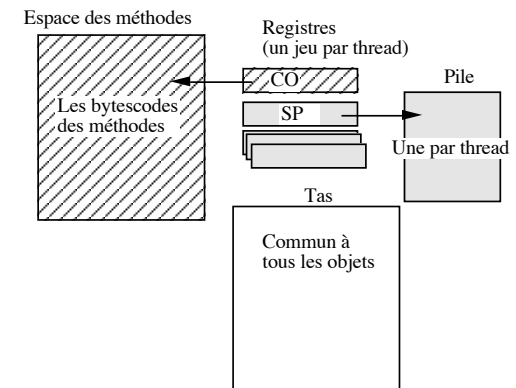 Espace des méthodes
Registres
(un jeu par thread)
CO
Pile
Les bytescodes
des méthodes
SP
Une par thread
Tas
Commun à
tous les objets